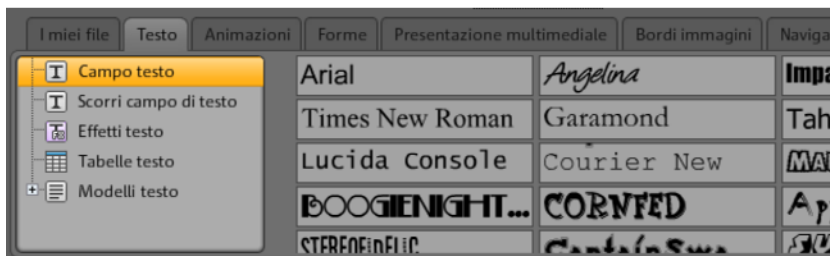 I miei file Testo Animazioni Forme Presentazione multimediale Bordi immagini
Campo testo
Scorri campo di testo
Effetti testo
Tabelle testo
Modelli testo
Arial Angelina
Times New Roman Garamond
Lucida Console Courier New
BOOGIENIGHT... CORNFED
STEREOFIDELIC